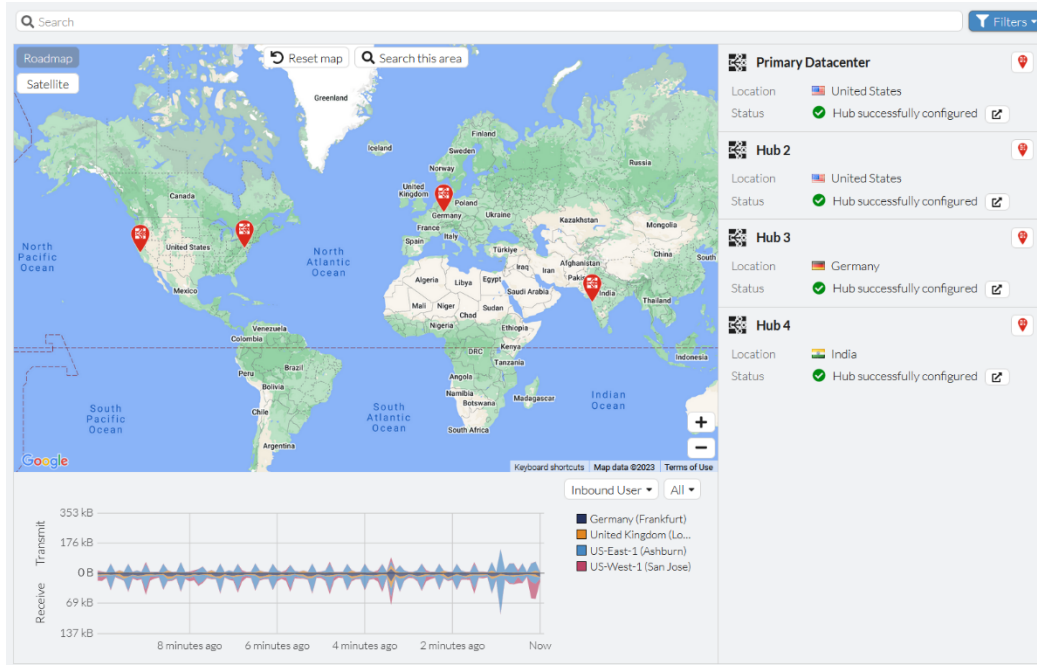 Search
Filters
Roadmap
Satellite
Reset map
Search this area
Greenland
Iceland
Finland
Sweden
Norway
Russia
United Kingdom
Poland
Germany
Ukraine
France
Italy
Spain
Türkiye
Kazakhstan
Mongolia
China
South
Afghanistan
Iraq
Iran
Pakis
India
Thailand
Saudi Arabia
Algeria
Libya
Egypt
Mali
Niger
Chad
Sudan
Nigeria
Ethiopia
Kenya
DRC
Tanzania
Angola
Namibia
Botswana
Madagascar
South Africa
Indonesia
Canada
United States
Mexico
Venezuela
Colombia
Peru
Brazil
Bolivia
Chile
Argentina
North Pacific Ocean
North Atlantic Ocean
South Pacific Ocean
South Atlantic Ocean
Indian Ocean
+
−
Google
Keyboard shortcuts
Map data ©2023
Terms of Use
Primary Datacenter
Location United States
Status Hub successfully configured
Hub 2
Location United States
Status Hub successfully configured
Hub 3
Location Germany
Status Hub successfully configured
Hub 4
Location India
Status Hub successfully configured
Inbound User
All
Transmit
Receive
353 kB
176 kB
0 B
69 kB
137 kB
8 minutes ago
6 minutes ago
4 minutes ago
2 minutes ago
Now
Germany (Frankfurt)
United Kingdom (Lo...
US-East-1 (Ashburn)
US-West-1 (San Jose)